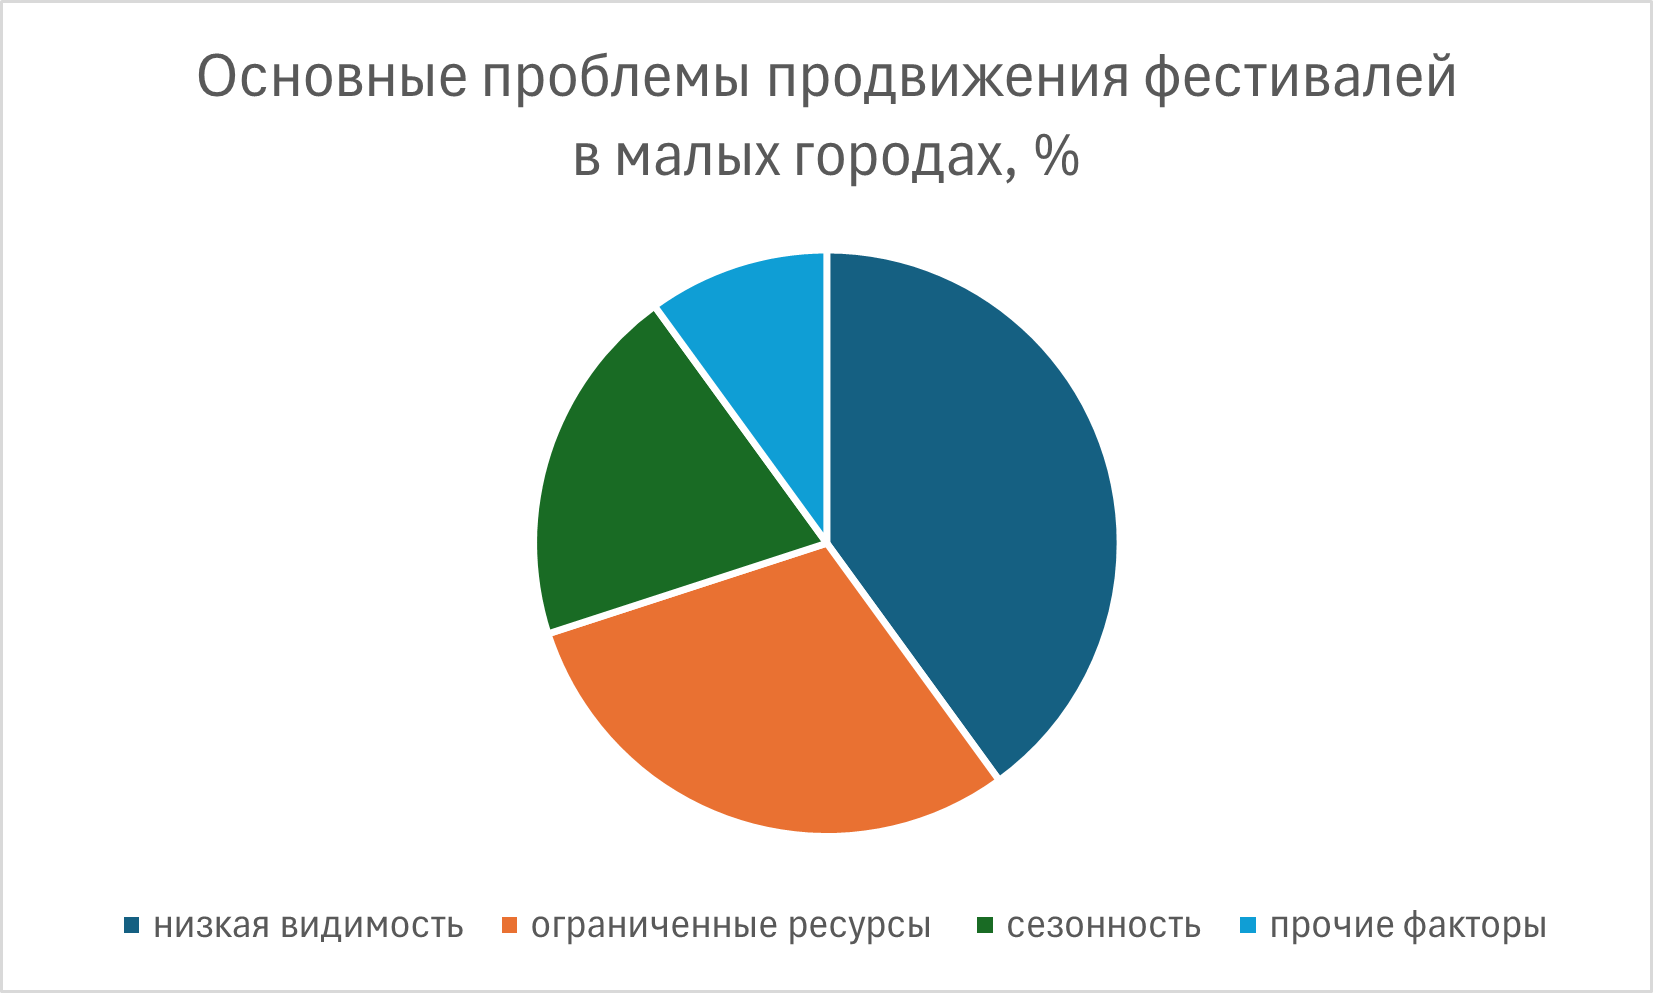 Основные проблемы продвижения фестивалей
в малых городах, %
низкая видимость ограниченные ресурсы сезонность прочие факторы